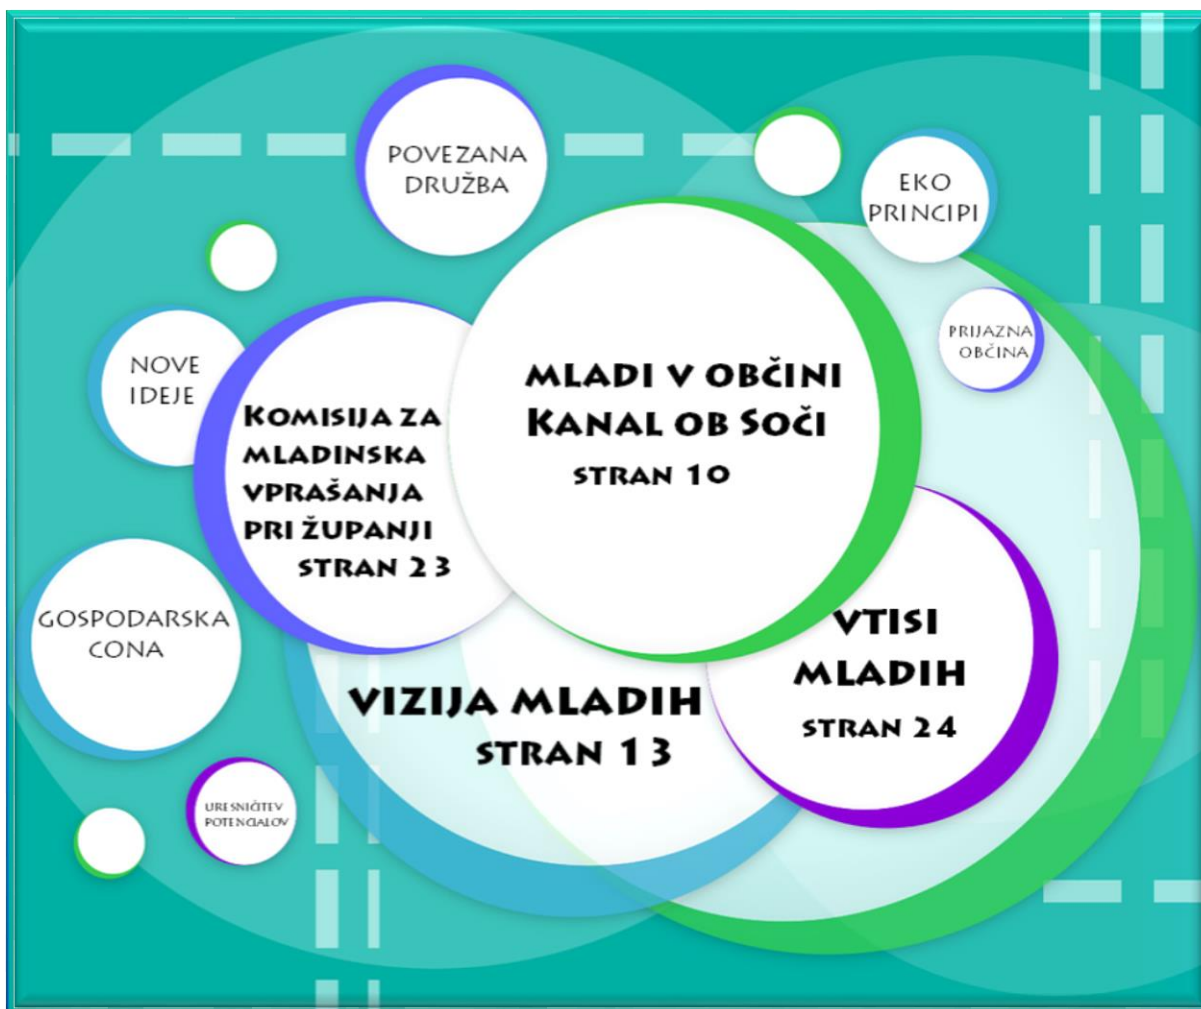 POVEZANA
DRUŽBA
EKO
PRINCIPI
PRIJAZNA
OBČINA
NOVE
IDEJE
MLADI V OBČINI
KANAL OB SOČI
STRAN 10
KOMISIJA ZA
MLADINSKA
VPRAŠANJA
PRI ŽUPANJI
STRAN 23
GOSPODARSKA
CONA
VTISI
MLADIH
STRAN 24
VIZIJA MLADIH
STRAN 13
URESNIČITEV
POTENCIALOV